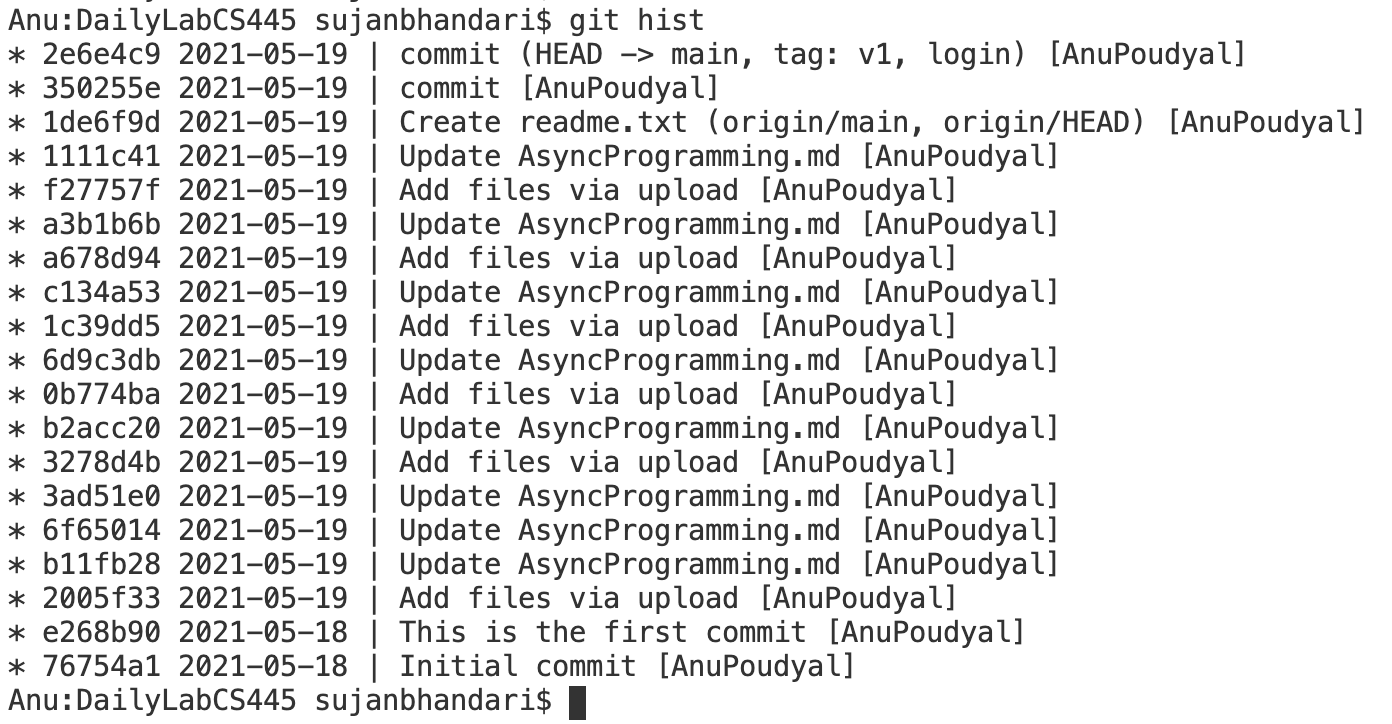 Anu:DailyLabCS445 sujanbhandari$ git hist
* 2e6e4c9 2021-05-19 | commit (HEAD -> main, tag: v1, login) [AnuPoudyal]
* 350255e 2021-05-19 | commit [AnuPoudyal]
* 1de6f9d 2021-05-19 | Create readme.txt (origin/main, origin/HEAD) [AnuPoudyal]
* 1111c41 2021-05-19 | Update AsyncProgramming.md [AnuPoudyal]
* f27757f 2021-05-19 | Add files via upload [AnuPoudyal]
* a3b1b6b 2021-05-19 | Update AsyncProgramming.md [AnuPoudyal]
* a678d94 2021-05-19 | Add files via upload [AnuPoudyal]
* c134a53 2021-05-19 | Update AsyncProgramming.md [AnuPoudyal]
* 1c39dd5 2021-05-19 | Add files via upload [AnuPoudyal]
* 6d9c3db 2021-05-19 | Update AsyncProgramming.md [AnuPoudyal]
* 0b774ba 2021-05-19 | Add files via upload [AnuPoudyal]
* b2acc20 2021-05-19 | Update AsyncProgramming.md [AnuPoudyal]
* 3278d4b 2021-05-19 | Add files via upload [AnuPoudyal]
* 3ad51e0 2021-05-19 | Update AsyncProgramming.md [AnuPoudyal]
* 6f65014 2021-05-19 | Update AsyncProgramming.md [AnuPoudyal]
* b11fb28 2021-05-19 | Update AsyncProgramming.md [AnuPoudyal]
* 2005f33 2021-05-19 | Add files via upload [AnuPoudyal]
* e268b90 2021-05-18 | This is the first commit [AnuPoudyal]
* 76754a1 2021-05-18 | Initial commit [AnuPoudyal]
Anu:DailyLabCS445 sujanbhandari$